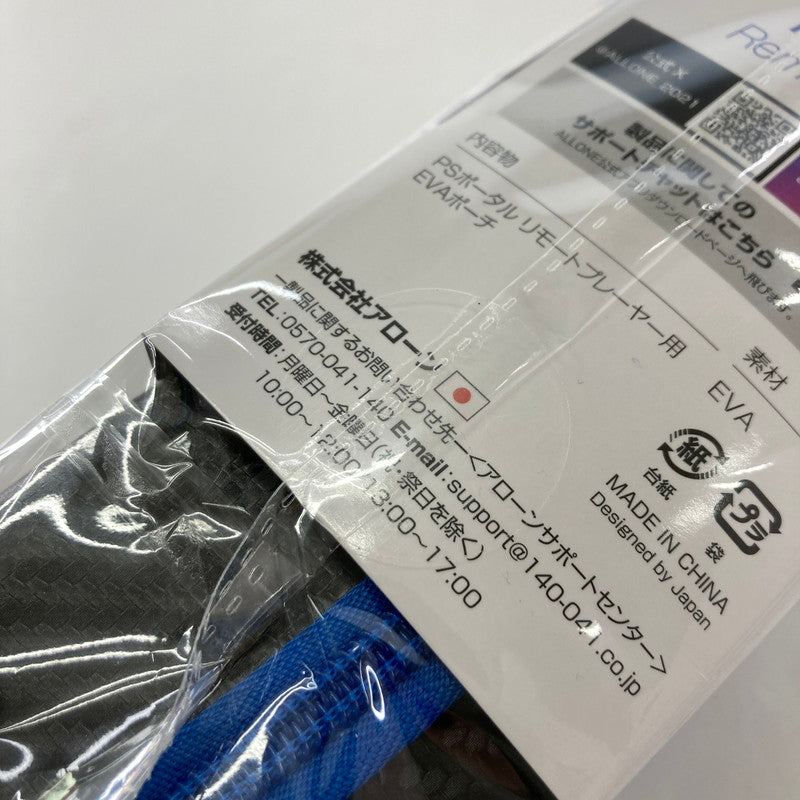 Rem
公式 X
@ALLONE_2021
製品に関しての
サポートチャットはこちら
ALLONE公式
ダウンロードページへ飛びます。
内容物
PSポータル リモートプレーヤー用
EVAポーチ
素材
EVA
株式会社アローン
ー製品に関するお問い合わせ先ー<アローンサポートセンター>
TEL:0570-041-140 E-mail:support@140-041.co.jp
受付時間:月曜日~金曜日(祝・祭日を除く)
10:00~12:00/13:00~17:00
紙
台紙
プラ
袋
MADE IN CHINA
Designed by Japan